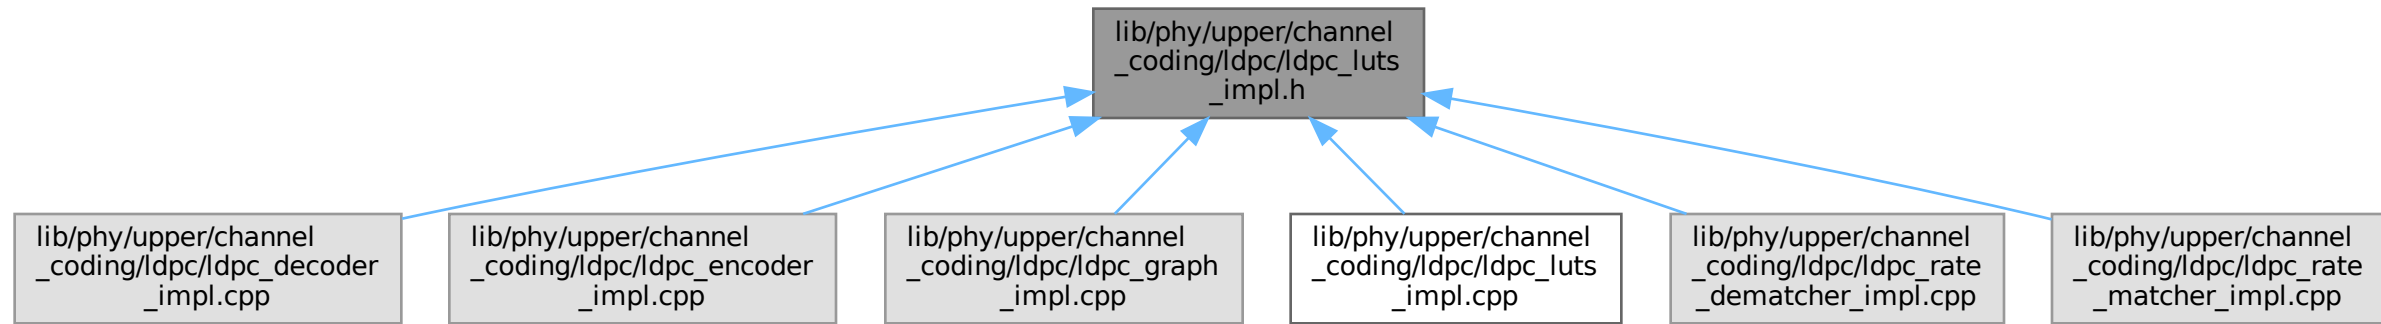 lib/phy/upper/channel
_coding/ldpc/ldpc_luts
_impl.h
lib/phy/upper/channel
_coding/ldpc/ldpc_decoder
_impl.cpp
lib/phy/upper/channel
_coding/ldpc/ldpc_encoder
_impl.cpp
lib/phy/upper/channel
_coding/ldpc/ldpc_graph
_impl.cpp
lib/phy/upper/channel
_coding/ldpc/ldpc_luts
_impl.cpp
lib/phy/upper/channel
_coding/ldpc/ldpc_rate
_dematcher_impl.cpp
lib/phy/upper/channel
_coding/ldpc/ldpc_rate
_matcher_impl.cpp